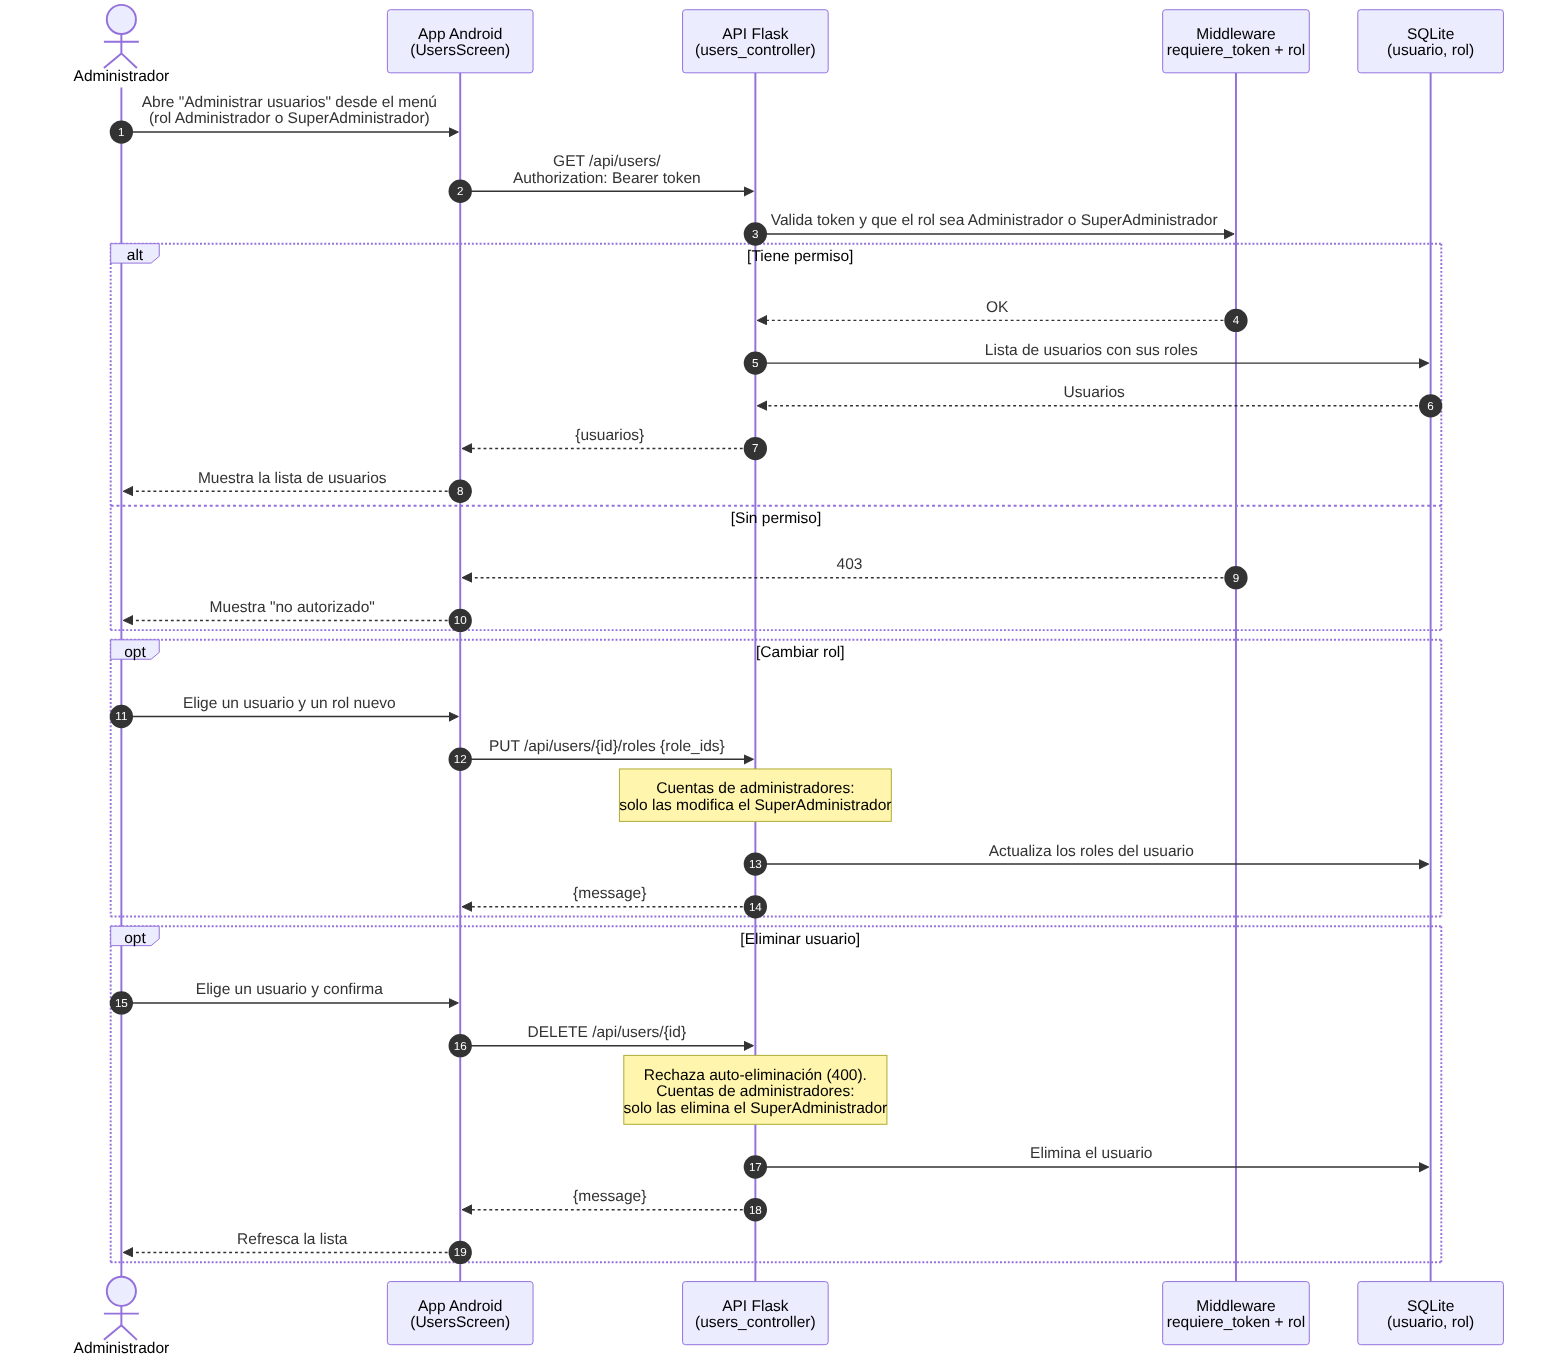 Administrador
App Android
(UsersScreen)
API Flask
(users_controller)
Middleware
requiere_token + rol
SQLite
(usuario, rol)
Abre "Administrar usuarios" desde el menú
(rol Administrador o SuperAdministrador)
1
GET /api/users/
Authorization: Bearer token
2
Valida token y que el rol sea Administrador o SuperAdministrador
3
alt
[Tiene permiso]
OK
4
Lista de usuarios con sus roles
5
Usuarios
6
{usuarios}
7
Muestra la lista de usuarios
8
[Sin permiso]
403
9
Muestra "no autorizado"
10
opt
[Cambiar rol]
Elige un usuario y un rol nuevo
11
PUT /api/users/{id}/roles {role_ids}
12
Cuentas de administradores:
solo las modifica el SuperAdministrador
Actualiza los roles del usuario
13
{message}
14
opt
[Eliminar usuario]
Elige un usuario y confirma
15
DELETE /api/users/{id}
16
Rechaza auto-eliminación (400).
Cuentas de administradores:
solo las elimina el SuperAdministrador
Elimina el usuario
17
{message}
18
Refresca la lista
19
Administrador
App Android
(UsersScreen)
API Flask
(users_controller)
Middleware
requiere_token + rol
SQLite
(usuario, rol)